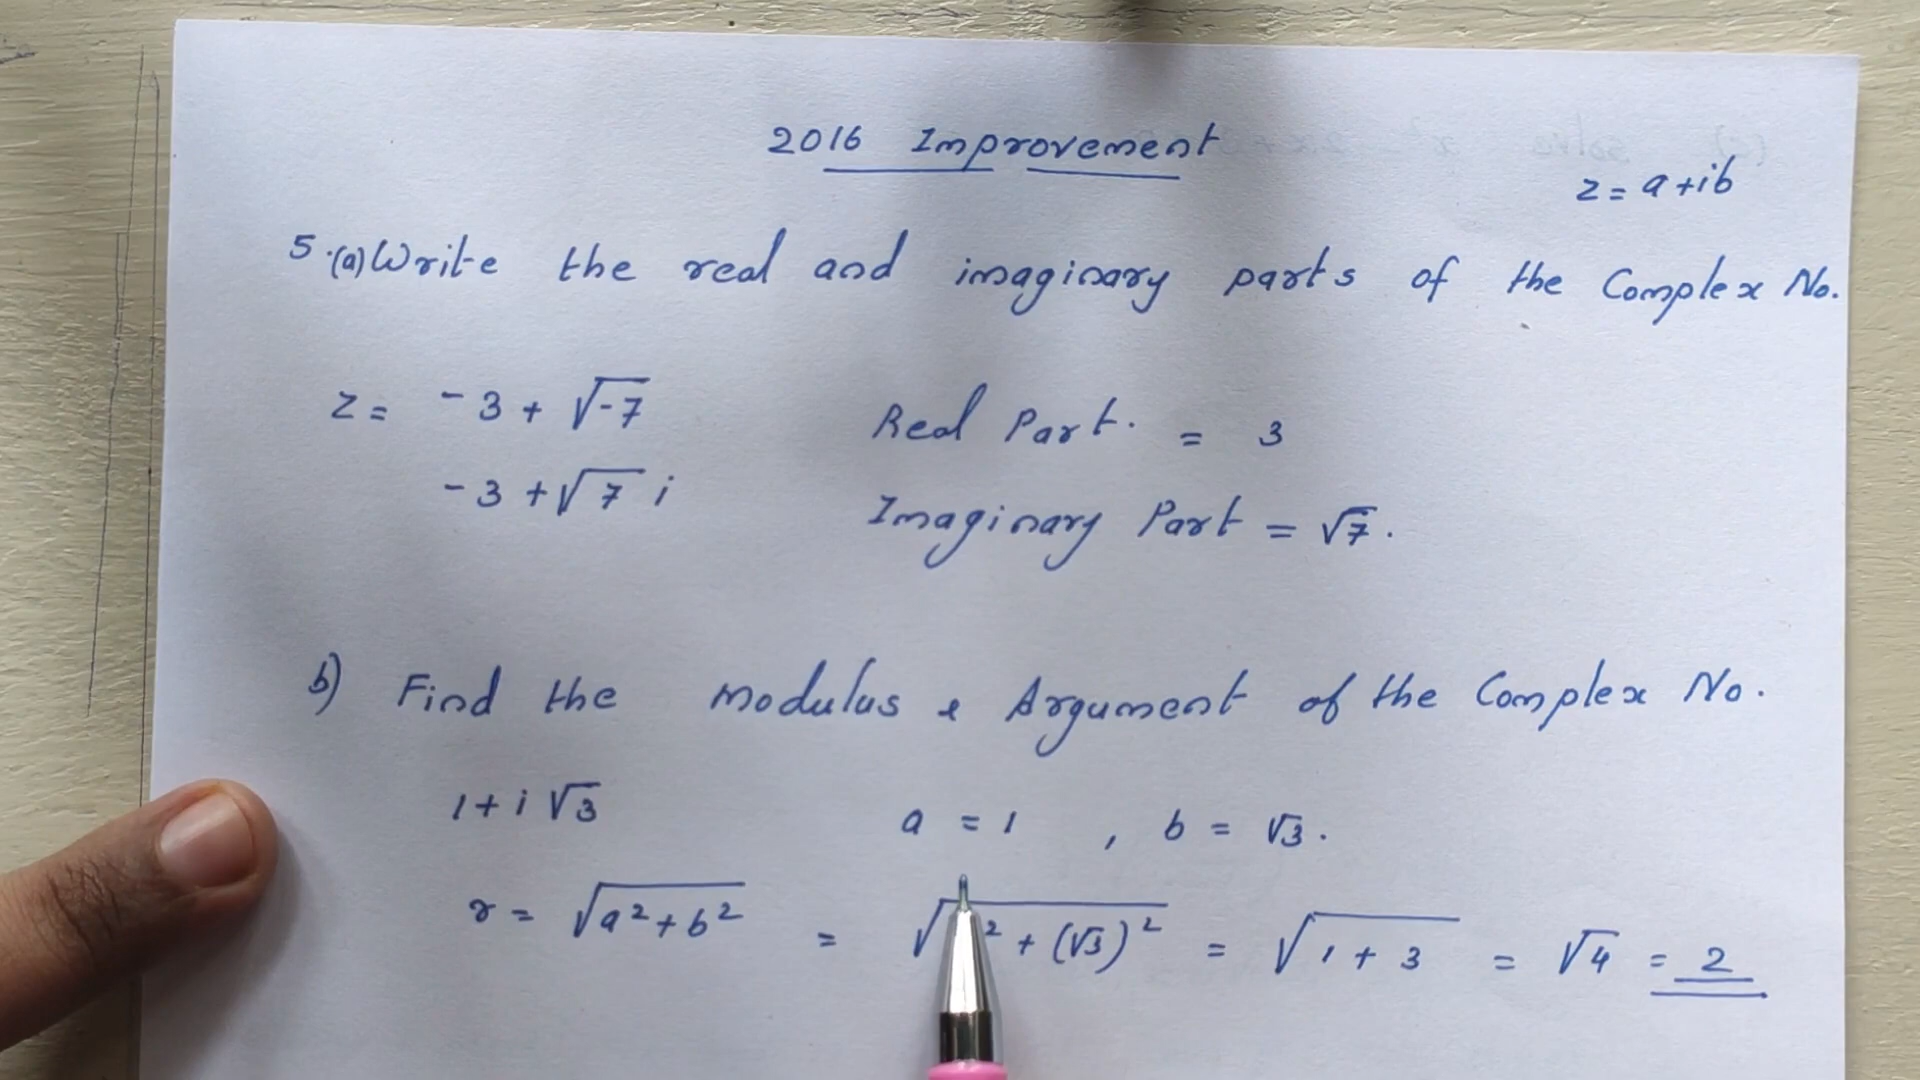 2016 Improvement
z = a+ib
5.(a) Write the real and imaginary parts of the Complex No.
z = -3 + √-7
Real Part. = 3
-3 + √7 i
Imaginary Part = √7.
b) Find the modulus & Argument of the Complex No.
1 + i √3
a = 1 , b = √3.
r = √a² + b² = √ ² + (√3)² = √1 + 3 = √4 = 2